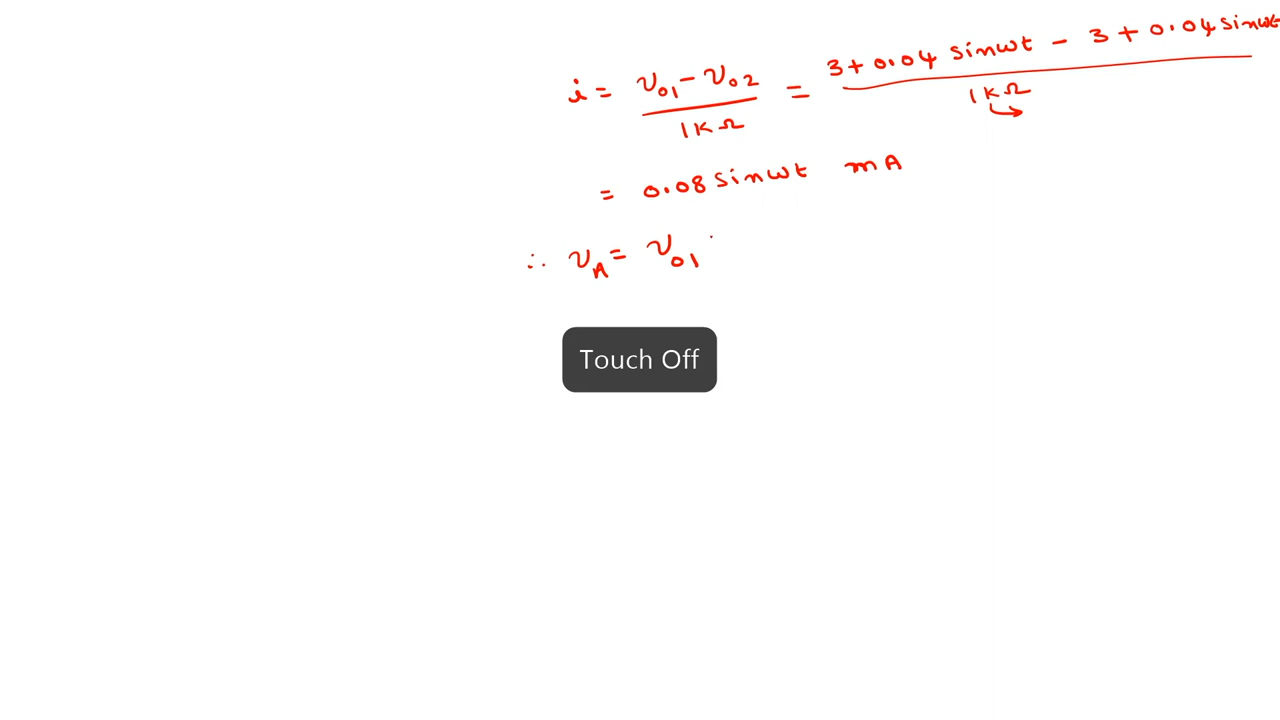 i = v01 - v02 / 1KΩ = 3 + 0.04 sinωt - 3 + 0.04 sinωt / 1KΩ
= 0.08 sinωt mA
∴ vA = v01
Touch Off